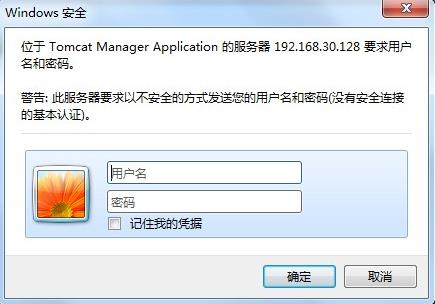 Windows 安全
位于 Tomcat Manager Application 的服务器 192.168.30.128 要求用户
名和密码。
警告: 此服务器要求以不安全的方式发送您的用户名和密码(没有安全连接
的基本认证)。
用户名
密码
记住我的凭据
确定
取消